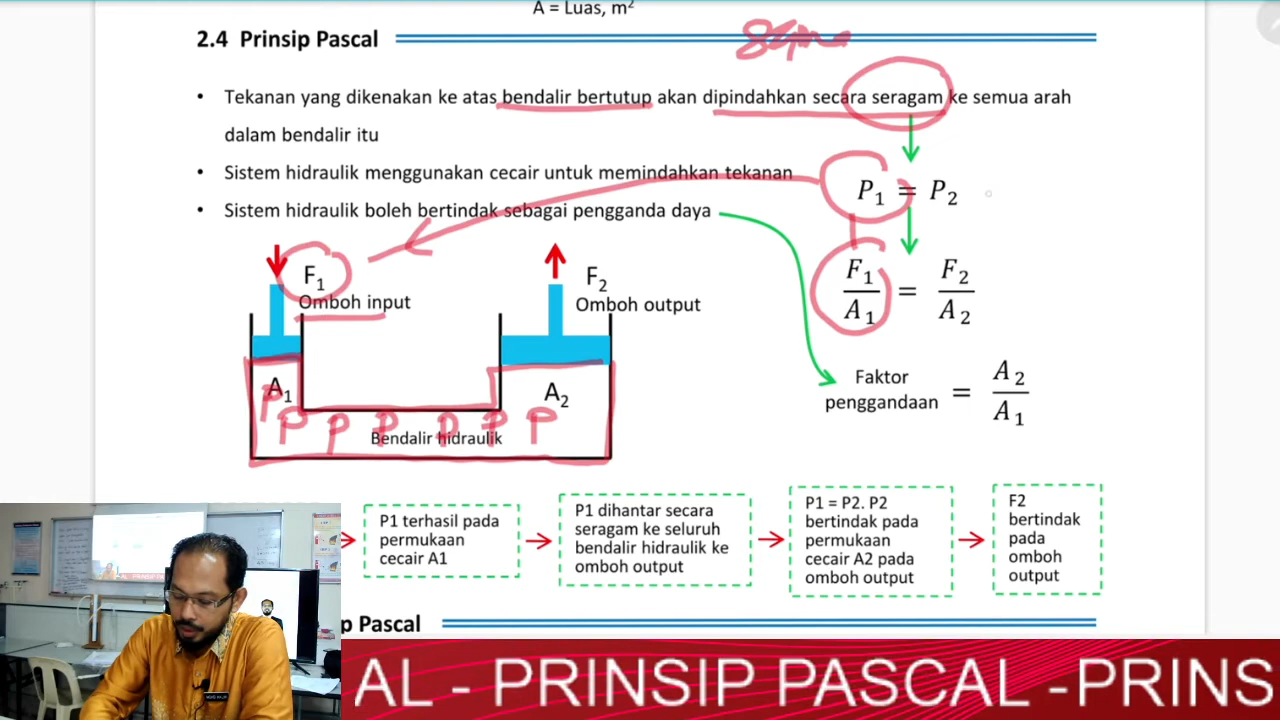 A = Luas, m²
2.4 Prinsip Pascal
sama
• Tekanan yang dikenakan ke atas bendalir bertutup akan dipindahkan secara seragam ke semua arah
dalam bendalir itu
• Sistem hidraulik menggunakan cecair untuk memindahkan tekanan
• Sistem hidraulik boleh bertindak sebagai pengganda daya
P₁ = P₂
F₁/A₁ = F₂/A₂
Faktor penggandaan = A₂/A₁
F₁
Omboh input
F₂
Omboh output
A₁
A₂
P P P P P P P
Bendalir hidraulik
P1 terhasil pada
permukaan
cecair A1
P1 dihantar secara
seragam ke seluruh
bendalir hidraulik ke
omboh output
P1 = P2. P2
bertindak pada
permukaan
cecair A2 pada
omboh output
F2
bertindak
pada
omboh
output
p Pascal
AL - PRINSIP PASCAL -PRINS